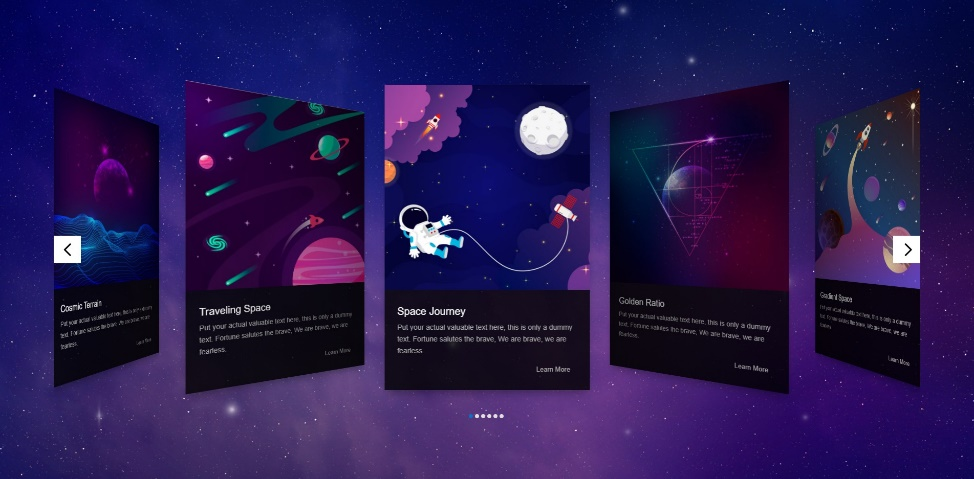 Cosmic Terrain
Put your actual valuable text here, this is only a dummy
text. Fortune salutes the brave, We are brave, we are
fearless.
Learn More
Traveling Space
Put your actual valuable text here, this is only a dummy
text. Fortune salutes the brave, We are brave, we are
fearless.
Learn More
Space Journey
Put your actual valuable text here, this is only a dummy
text. Fortune salutes the brave, We are brave, we are
fearless.
Learn More
Golden Ratio
Put your actual valuable text here, this is only a dummy
text. Fortune salutes the brave, We are brave, we are
fearless.
Learn More
Gradient Space
Put your actual valuable text here, this is only a dummy
text. Fortune salutes the brave, We are brave, we are
fearless.
Learn More